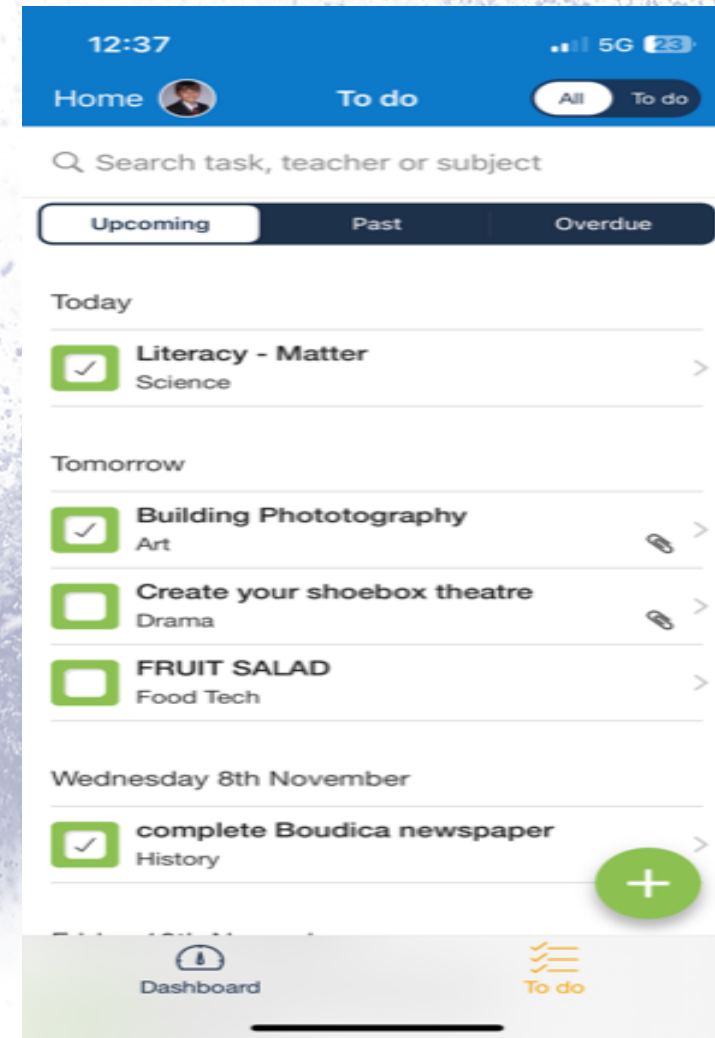 12:37 5G 23
Home To do All To do
Search task, teacher or subject
Upcoming Past Overdue
Today
Literacy - Matter
Science
Tomorrow
Building Phototography
Art
Create your shoebox theatre
Drama
FRUIT SALAD
Food Tech
Wednesday 8th November
complete Boudica newspaper
History
Dashboard To do